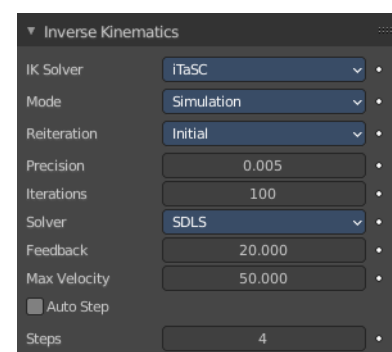 Inverse Kinematics
IK Solver iTaSC
Mode Simulation
Reiteration Initial
Precision 0.005
Iterations 100
Solver SDLS
Feedback 20.000
Max Velocity 50.000
Auto Step
Steps 4